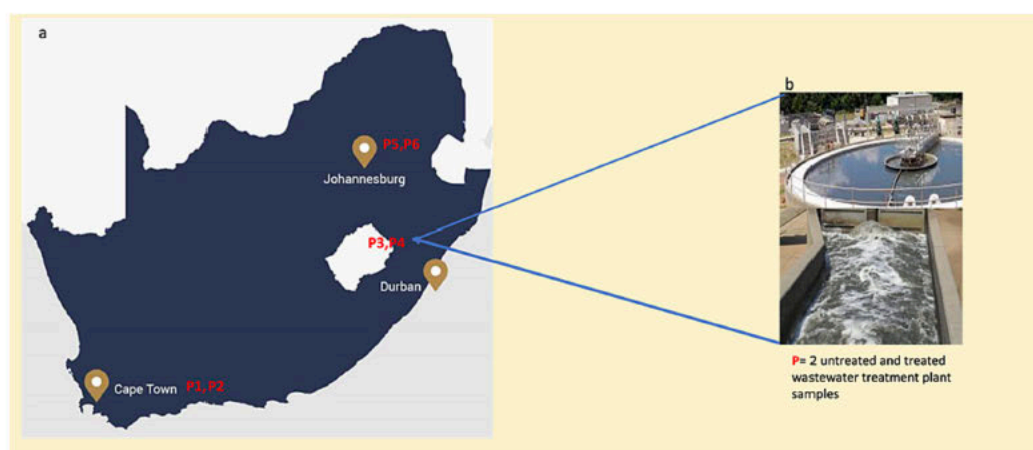 a
P5,P6
Johannesburg
P3,P4
Durban
Cape Town P1, P2
b
P= 2 untreated and treated
wastewater treatment plant
samples